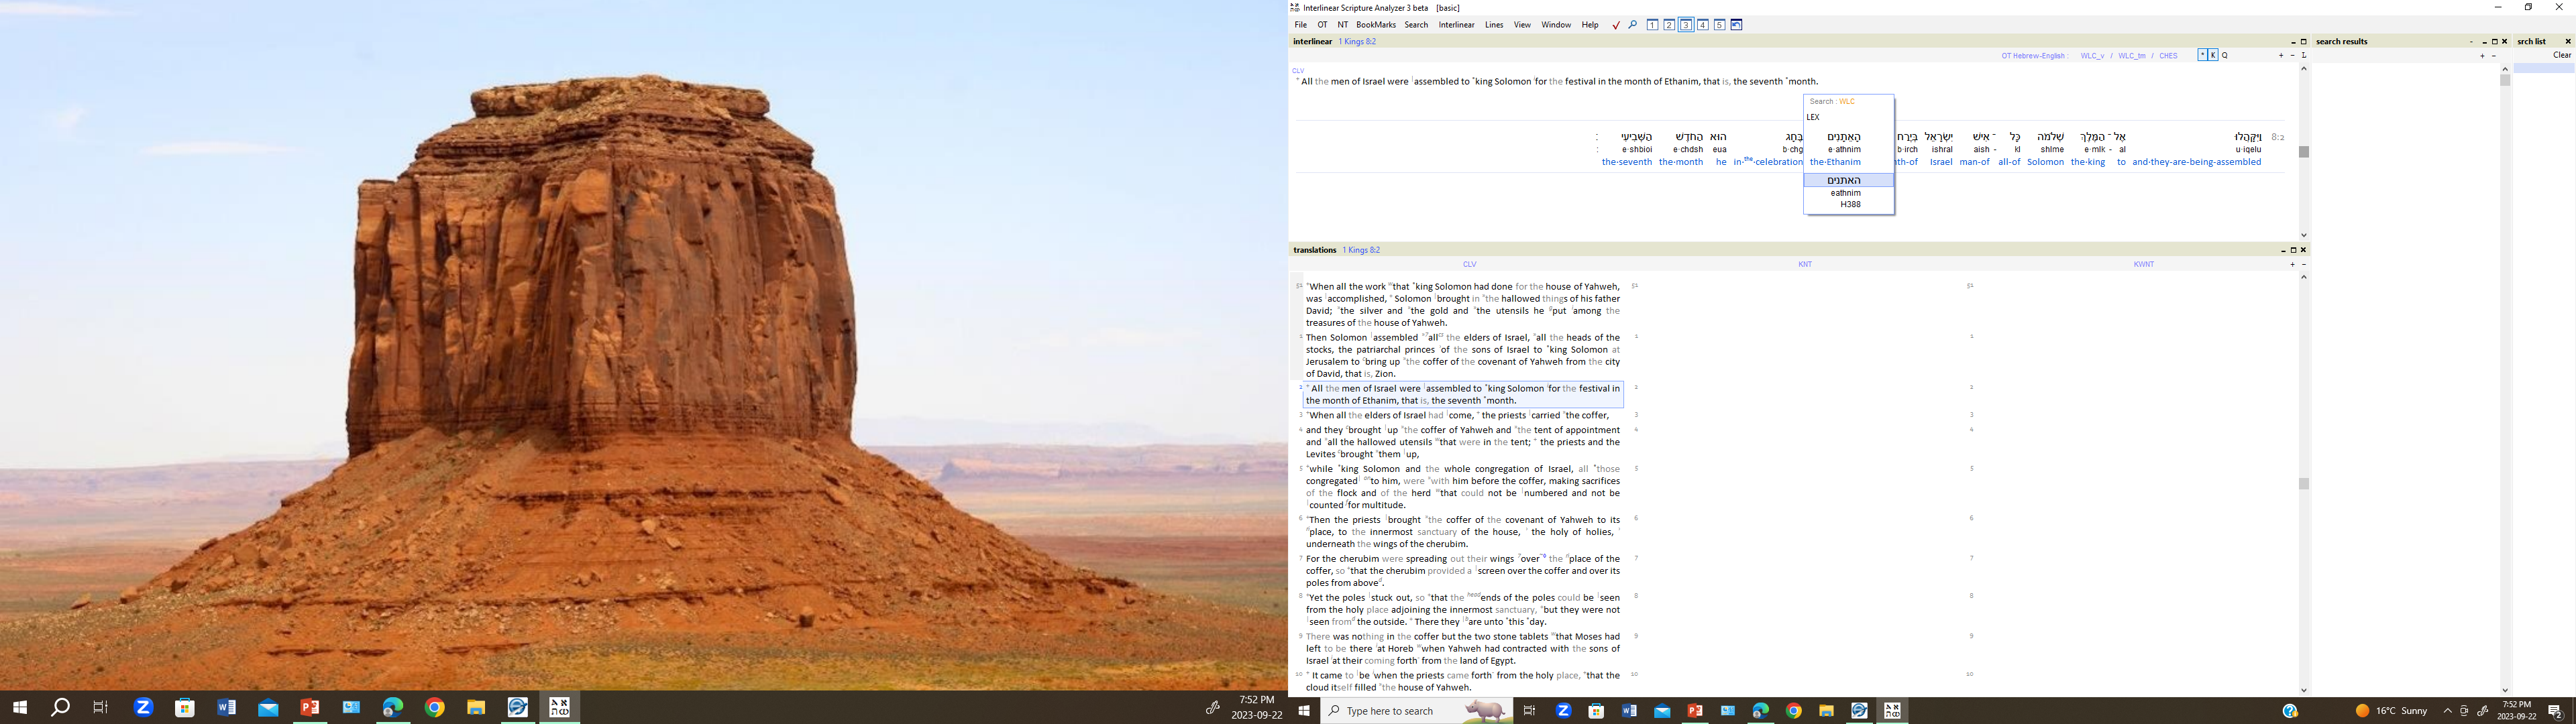 Interlinear Scripture Analyzer 3 beta [basic]
File OT NT BookMarks Search Interlinear Lines View Window Help 1 2 3 4 5
interlinear 1 Kings 8:2
OT Hebrew-English : WLC_v / WLC_tm / CHES * K Q + − L
CLV
All the men of Israel were assembled to king Solomon for the festival in the month of Ethanim, that is, the seventh month.
Search : WLC
LEX
8:2 וַיִּקָּהֲלוּ אֶל־הַמֶּלֶךְ שְׁלֹמֹה כָּל־אִישׁ יִשְׂרָאֵל בְּיֶרַח הָאֵתָנִים בֶּחָג הוּא הַחֹדֶשׁ הַשְּׁבִיעִי :
: e·shbioi e·chdsh eua b·chg e·athnim b·irch ishral aish - kl shlme e·mlk - al u·iqelu
the·seventh the·month he in·the·celebration the·Ethanim nth-of Israel man-of all-of Solomon the·king to and·they-are-being-assembled
האתנים
eathnim
H388
search results
srch list
Clear
translations 1 Kings 8:2
CLV KNT KWNT
51 When all the work that king Solomon had done for the house of Yahweh,
was accomplished, Solomon brought in the hallowed things of his father
David; the silver and the gold and the utensils he put among the
treasures of the house of Yahweh.
1 Then Solomon assembled all the elders of Israel, all the heads of the
stocks, the patriarchal princes of the sons of Israel to king Solomon at
Jerusalem to bring up the coffer of the covenant of Yahweh from the city
of David, that is, Zion.
2 All the men of Israel were assembled to king Solomon for the festival in
the month of Ethanim, that is, the seventh month.
3 When all the elders of Israel had come, the priests carried the coffer,
4 and they brought up the coffer of Yahweh and the tent of appointment
and all the hallowed utensils that were in the tent; the priests and the
Levites brought them up,
5 while king Solomon and the whole congregation of Israel, all those
congregated on to him, were with him before the coffer, making sacrifices
of the flock and of the herd that could not be numbered and not be
counted for multitude.
6 Then the priests brought the coffer of the covenant of Yahweh to its
place, to the innermost sanctuary of the house, the holy of holies,
underneath the wings of the cherubim.
7 For the cherubim were spreading out their wings over the place of the
coffer, so that the cherubim provided a screen over the coffer and over its
poles from above.
8 Yet the poles stuck out, so that the head ends of the poles could be seen
from the holy place adjoining the innermost sanctuary, but they were not
seen from the outside. There they are unto this day.
9 There was nothing in the coffer but the two stone tablets that Moses had
left to be there at Horeb when Yahweh had contracted with the sons of
Israel at their coming forth from the land of Egypt.
10 It came to be when the priests came forth from the holy place, that the
cloud itself filled the house of Yahweh.
7:52 PM
2023-09-22
Type here to search
16°C Sunny
7:52 PM
2023-09-22